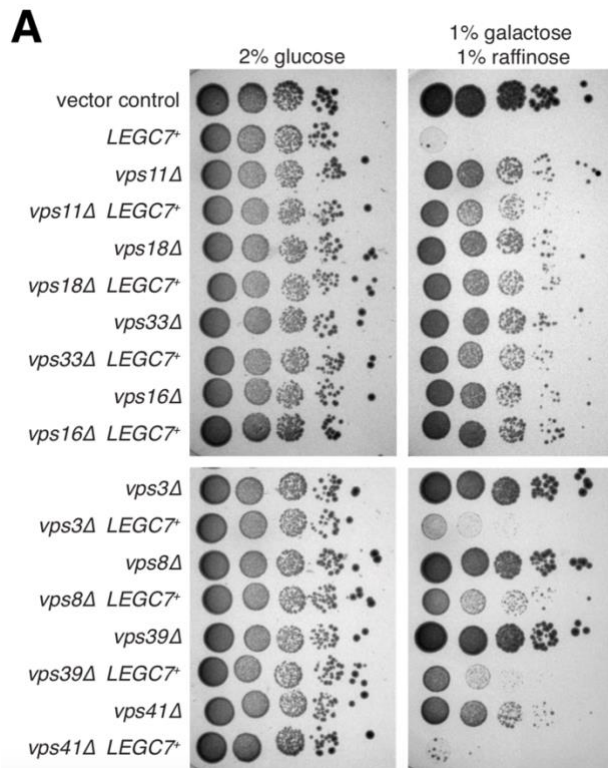 A
2% glucose
1% galactose
1% raffinose
vector control
LEGC7⁺
vps11Δ
vps11Δ LEGC7⁺
vps18Δ
vps18Δ LEGC7⁺
vps33Δ
vps33Δ LEGC7⁺
vps16Δ
vps16Δ LEGC7⁺
vps3Δ
vps3Δ LEGC7⁺
vps8Δ
vps8Δ LEGC7⁺
vps39Δ
vps39Δ LEGC7⁺
vps41Δ
vps41Δ LEGC7⁺